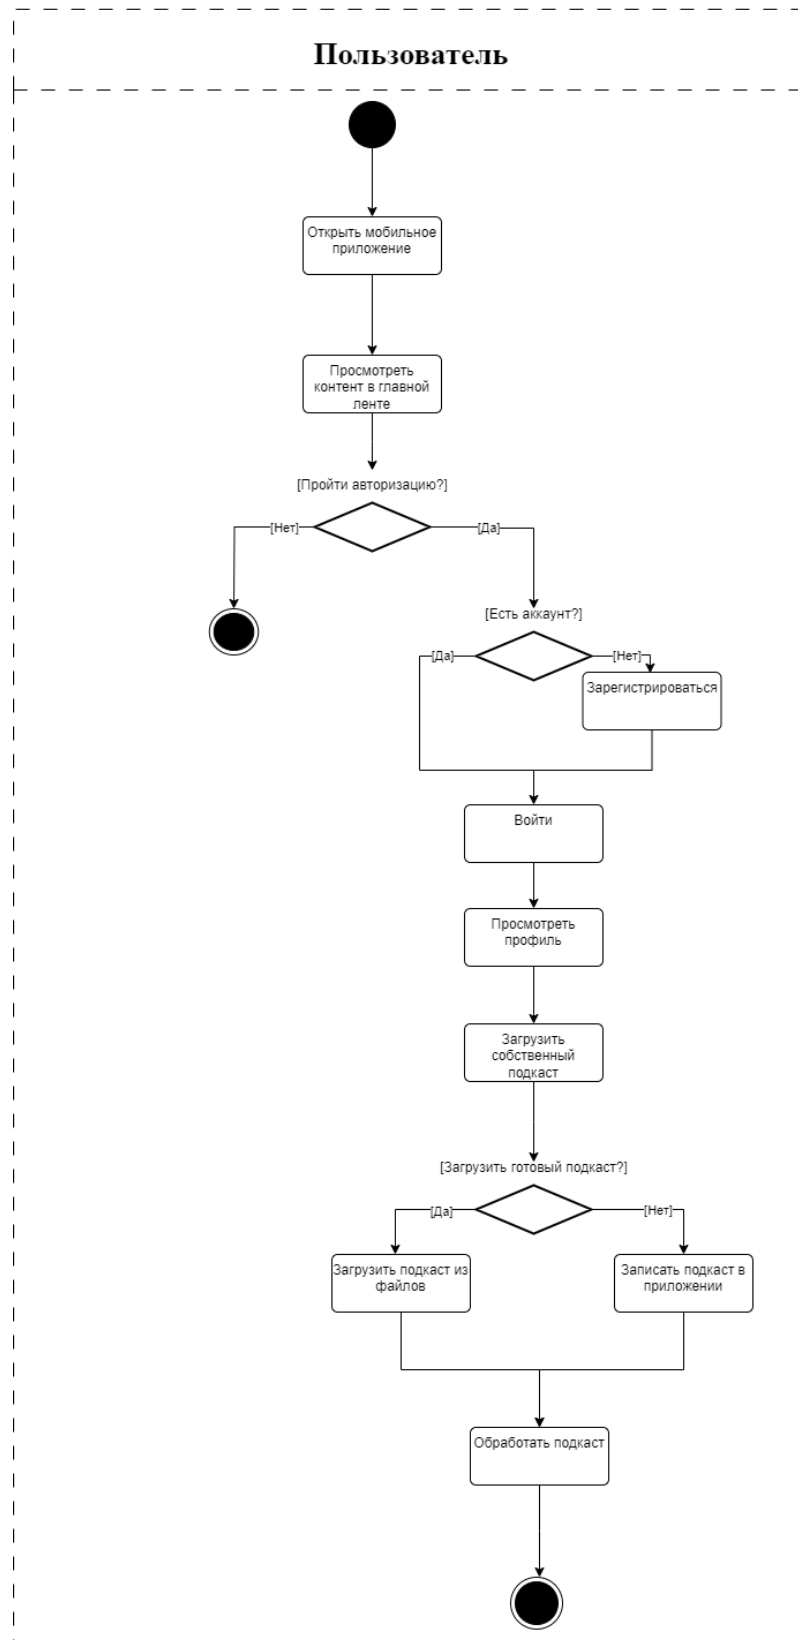 Пользователь
Открыть мобильное
приложение
Просмотреть
контент в главной
ленте
[Пройти авторизацию?]
[Нет]
[Да]
[Есть аккаунт?]
[Да]
[Нет]
Зарегистрироваться
Войти
Просмотреть
профиль
Загрузить
собственный
подкаст
[Загрузить готовый подкаст?]
[Да]
[Нет]
Загрузить подкаст из
файлов
Записать подкаст в
приложении
Обработать подкаст